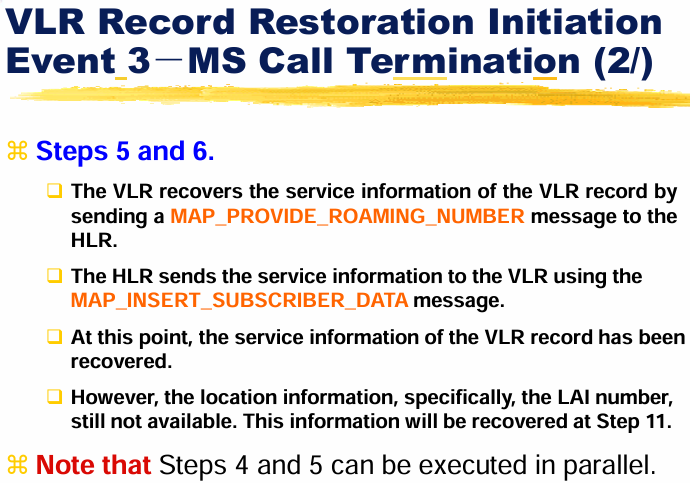 VLR Record Restoration Initiation
Event 3－MS Call Termination (2/)
Steps 5 and 6.
The VLR recovers the service information of the VLR record by
sending a MAP_PROVIDE_ROAMING_NUMBER message to the
HLR.
The HLR sends the service information to the VLR using the
MAP_INSERT_SUBSCRIBER_DATA message.
At this point, the service information of the VLR record has been
recovered.
However, the location information, specifically, the LAI number,
still not available. This information will be recovered at Step 11.
Note that Steps 4 and 5 can be executed in parallel.